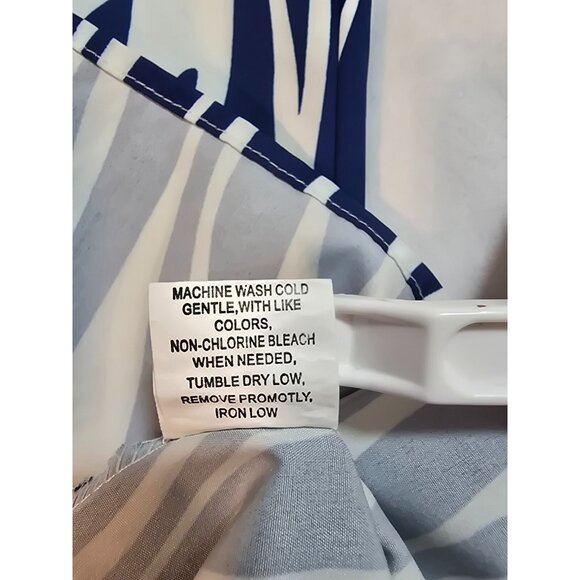 MACHINE WASH COLD
GENTLE,WITH LIKE
COLORS,
NON-CHLORINE BLEACH
WHEN NEEDED,
TUMBLE DRY LOW,
REMOVE PROMOTLY,
IRON LOW